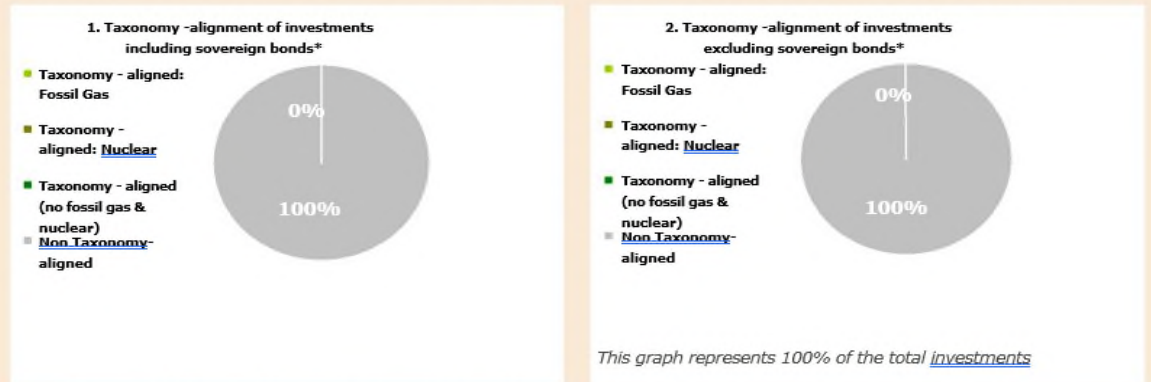 1. Taxonomy -alignment of investments
including sovereign bonds*
Taxonomy - aligned:
Fossil Gas
Taxonomy -
aligned: Nuclear
Taxonomy - aligned
(no fossil gas &
nuclear)
Non Taxonomy-
aligned
0%
100%
2. Taxonomy -alignment of investments
excluding sovereign bonds*
Taxonomy - aligned:
Fossil Gas
Taxonomy -
aligned: Nuclear
Taxonomy - aligned
(no fossil gas &
nuclear)
Non Taxonomy-
aligned
0%
100%
This graph represents 100% of the total investments